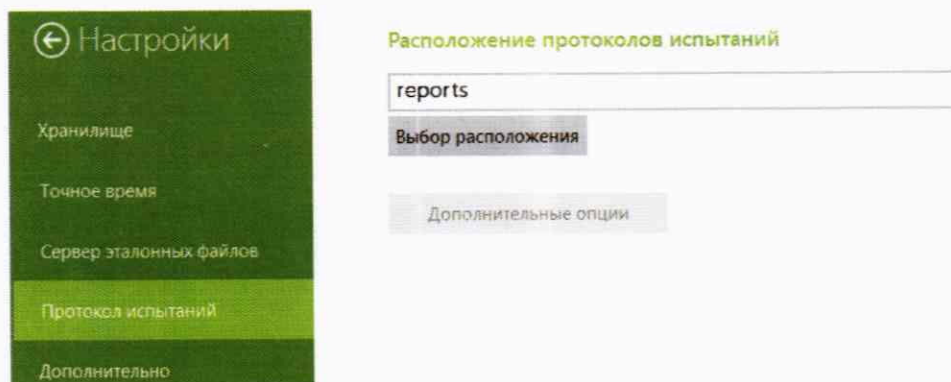 Настройки
Хранилище
Точное время
Сервер эталонных файлов
Протокол испытаний
Дополнительно
Расположение протоколов испытаний
reports
Выбор расположения
Дополнительные опции